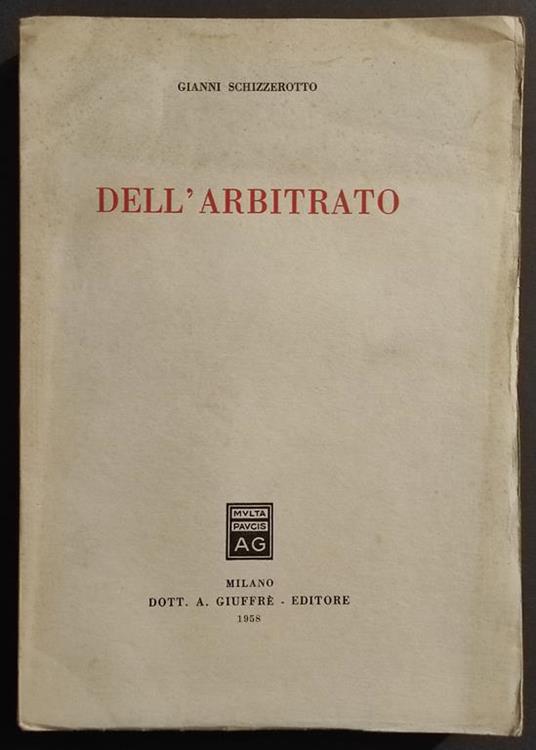 GIANNI SCHIZZEROTTO
DELL'ARBITRATO
MVLTA
PAVCIS
AG
MILANO
DOTT. A. GIUFFRÈ - EDITORE
1958